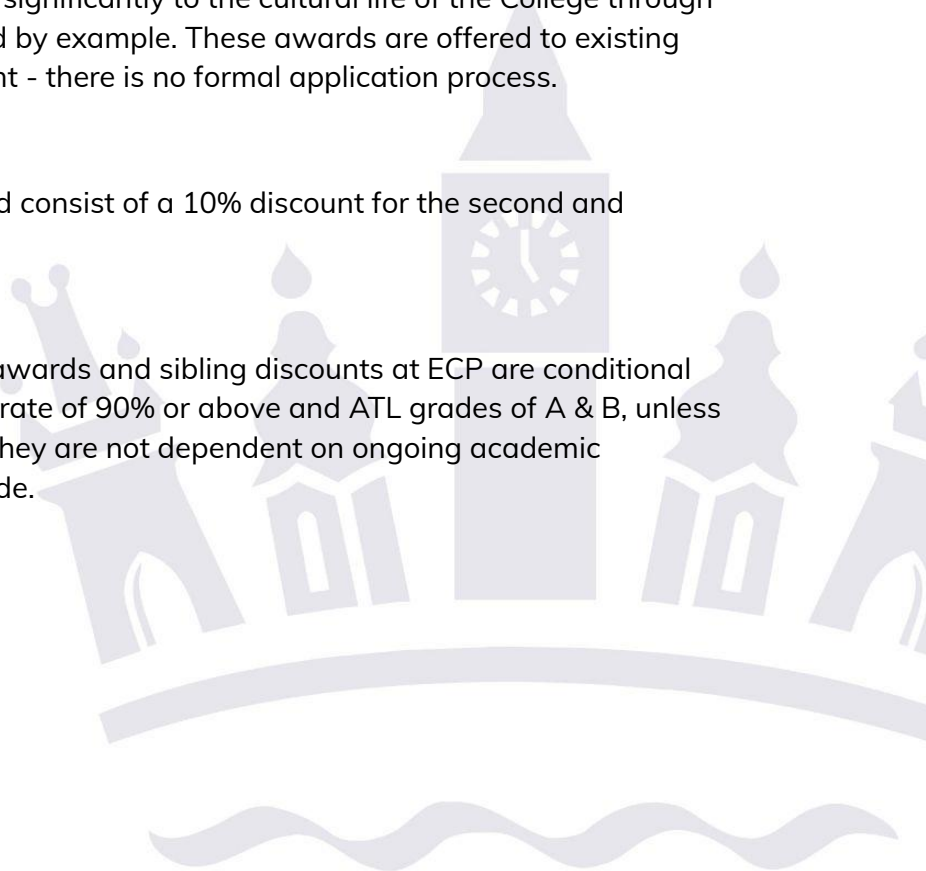 significantly to the cultural life of the College through
d by example. These awards are offered to existing
nt - there is no formal application process.
d consist of a 10% discount for the second and
awards and sibling discounts at ECP are conditional
rate of 90% or above and ATL grades of A & B, unless
hey are not dependent on ongoing academic
de.